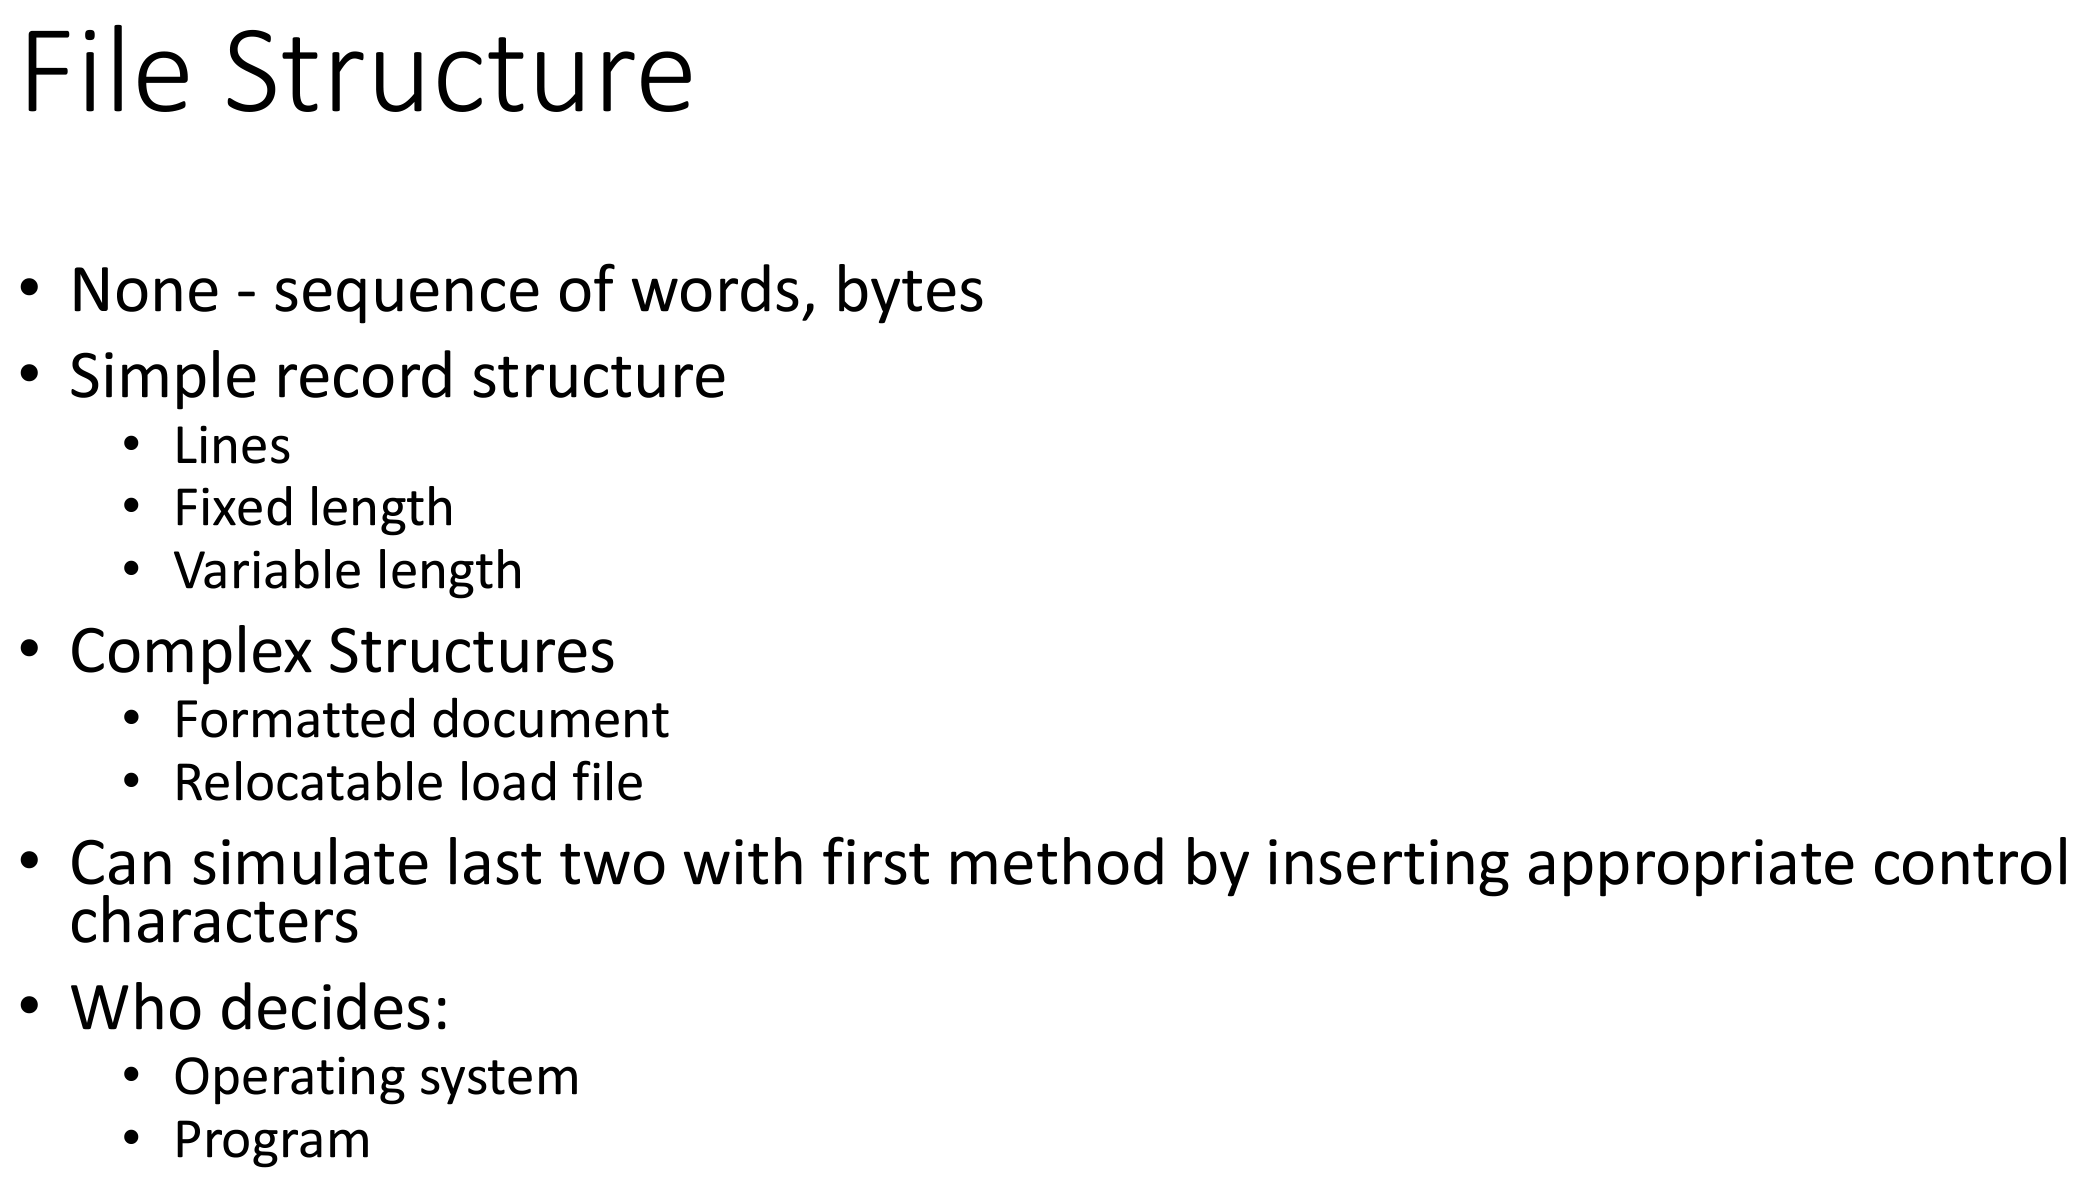 File Structure
• None - sequence of words, bytes
• Simple record structure
• Lines
• Fixed length
• Variable length
• Complex Structures
• Formatted document
• Relocatable load file
• Can simulate last two with first method by inserting appropriate control
characters
• Who decides:
• Operating system
• Program